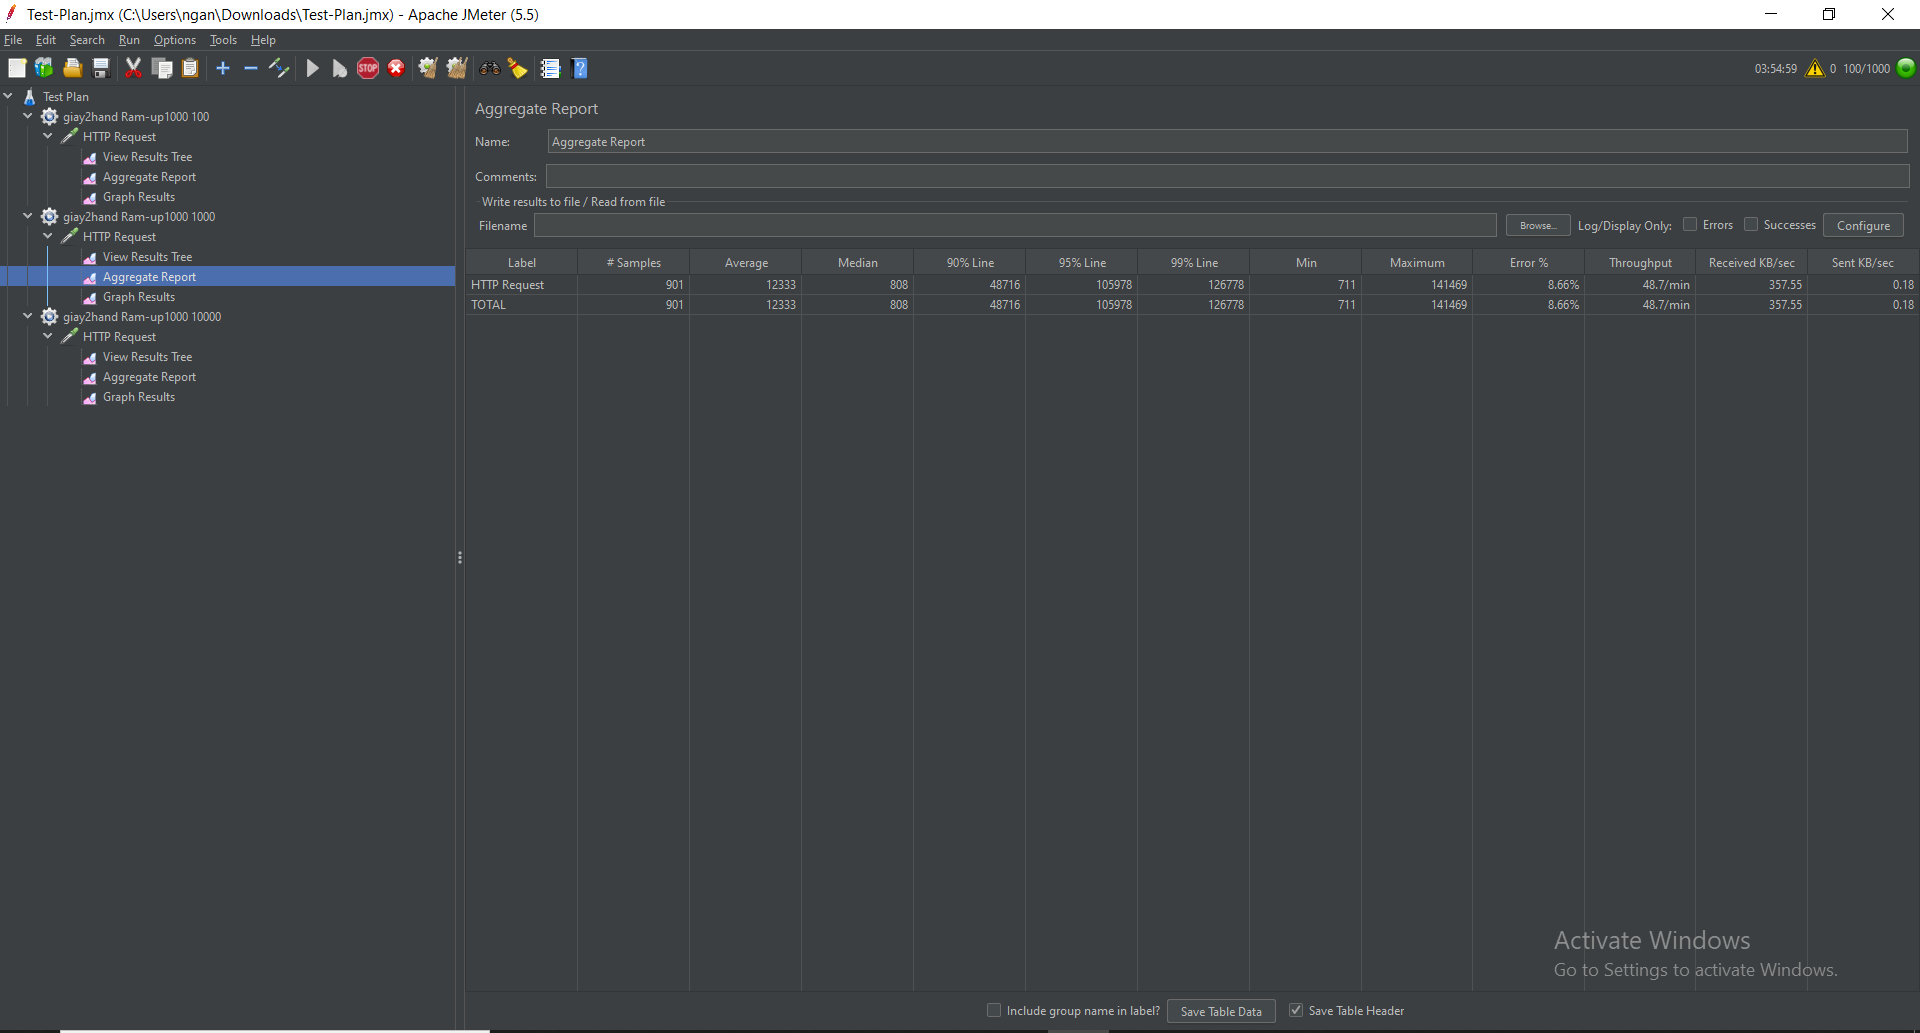 Test-Plan.jmx (C:\Users\ngan\Downloads\Test-Plan.jmx) - Apache JMeter (5.5)
File Edit Search Run Options Tools Help
STOP
03:54:59 0 100/1000
Test Plan
giay2hand Ram-up1000 100
HTTP Request
View Results Tree
Aggregate Report
Graph Results
giay2hand Ram-up1000 1000
HTTP Request
View Results Tree
Aggregate Report
Graph Results
giay2hand Ram-up1000 10000
HTTP Request
View Results Tree
Aggregate Report
Graph Results
Aggregate Report
Name: Aggregate Report
Comments:
Write results to file / Read from file
Filename Browse... Log/Display Only: Errors Successes Configure
Label # Samples Average Median 90% Line 95% Line 99% Line Min Maximum Error % Throughput Received KB/sec Sent KB/sec
HTTP Request 901 12333 808 48716 105978 126778 711 141469 8.66% 48.7/min 357.55 0.18
TOTAL 901 12333 808 48716 105978 126778 711 141469 8.66% 48.7/min 357.55 0.18
Activate Windows
Go to Settings to activate Windows.
Include group name in label? Save Table Data Save Table Header